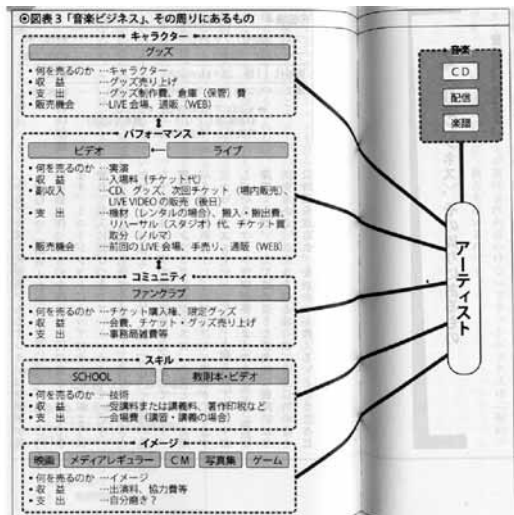 ◉図表3「音楽ビジネス」、その周りにあるもの
キャラクター
グッズ
•何を売るのか …キャラクター
•収　益　　　…グッズ売り上げ
•支　出　　　…グッズ制作費、倉庫（保管）費
•販売機会　　…LIVE 会場、通販（WEB）
パフォーマンス
ビデオ　ライブ
•何を売るのか …実演
•収　益　　　…入場料（チケット代）
•副収入　　　…CD、グッズ、次回チケット（場内販売）、
LIVE VIDEO の販売（後日）
•支　出　　　…機材（レンタルの場合）、搬入・搬出費、
リハーサル（スタジオ）代、チケット買
取分（ノルマ）
•販売機会　　…前回の LIVE 会場、手売り、通販（WEB）
コミュニティ
ファンクラブ
•何を売るのか …チケット購入権、限定グッズ
•収　益　　　…会費、チケット・グッズ売り上げ
•支　出　　　…事務局雑費等
スキル
SCHOOL　教則本・ビデオ
•何を売るのか …技術
•収　益　　　…受講料または講義料、著作印税など
•支　出　　　…会場費（講習・講義の場合）
イメージ
映画　メディアレギュラー　CM　写真集　ゲーム
•何を売るのか …イメージ
•収　益　　　…出演料、協力費等
•支　出　　　…自分磨き？
音楽
CD
配信
楽譜
アーティスト